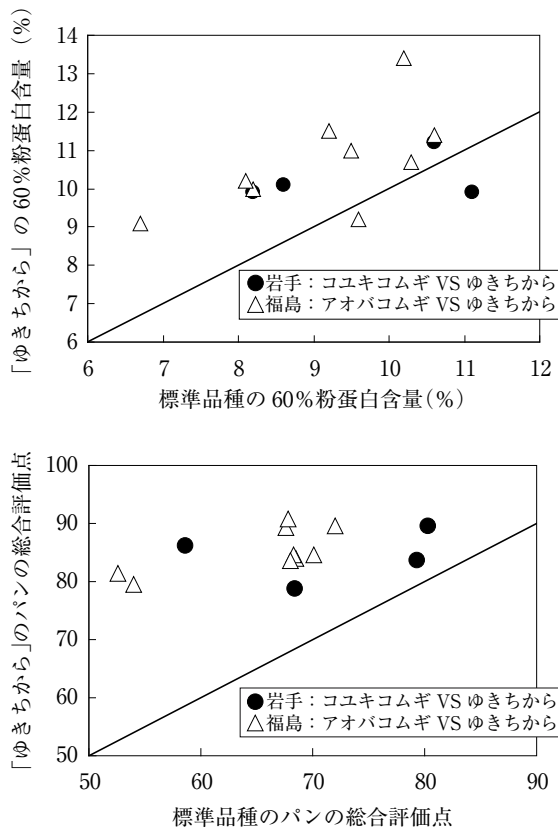 「ゆきちから」の60%粉蛋白含量(%)
14
13
12
11
10
9
8
7
6
●岩手：コユキコムギ VS ゆきちから
△福島：アオバコムギ VS ゆきちから
6 7 8 9 10 11 12
標準品種の60%粉蛋白含量(%)
「ゆきちから」のパンの総合評価点
100
90
80
70
60
50
●岩手：コユキコムギ VS ゆきちから
△福島：アオバコムギ VS ゆきちから
50 60 70 80 90
標準品種のパンの総合評価点